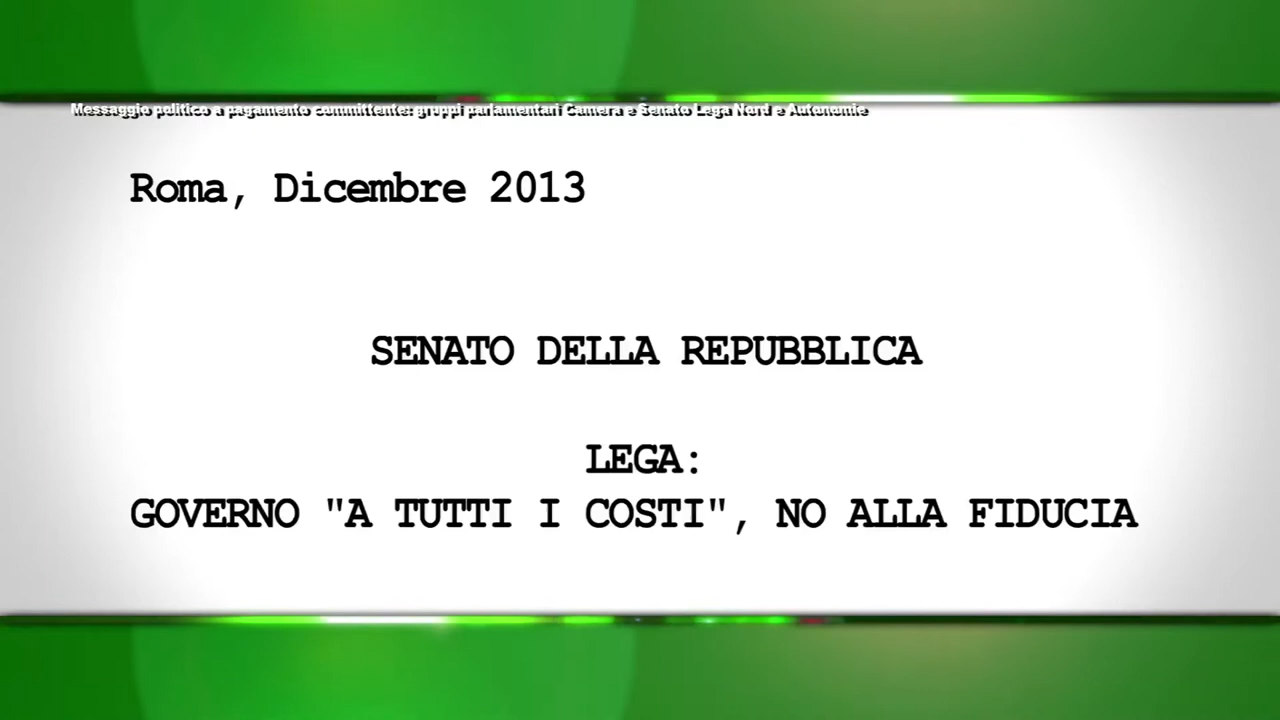 Messaggio politico a pagamento committente: gruppi parlamentari Camera e Senato Lega Nord e Autonomie
Roma, Dicembre 2013
SENATO DELLA REPUBBLICA
LEGA:
GOVERNO "A TUTTI I COSTI", NO ALLA FIDUCIA